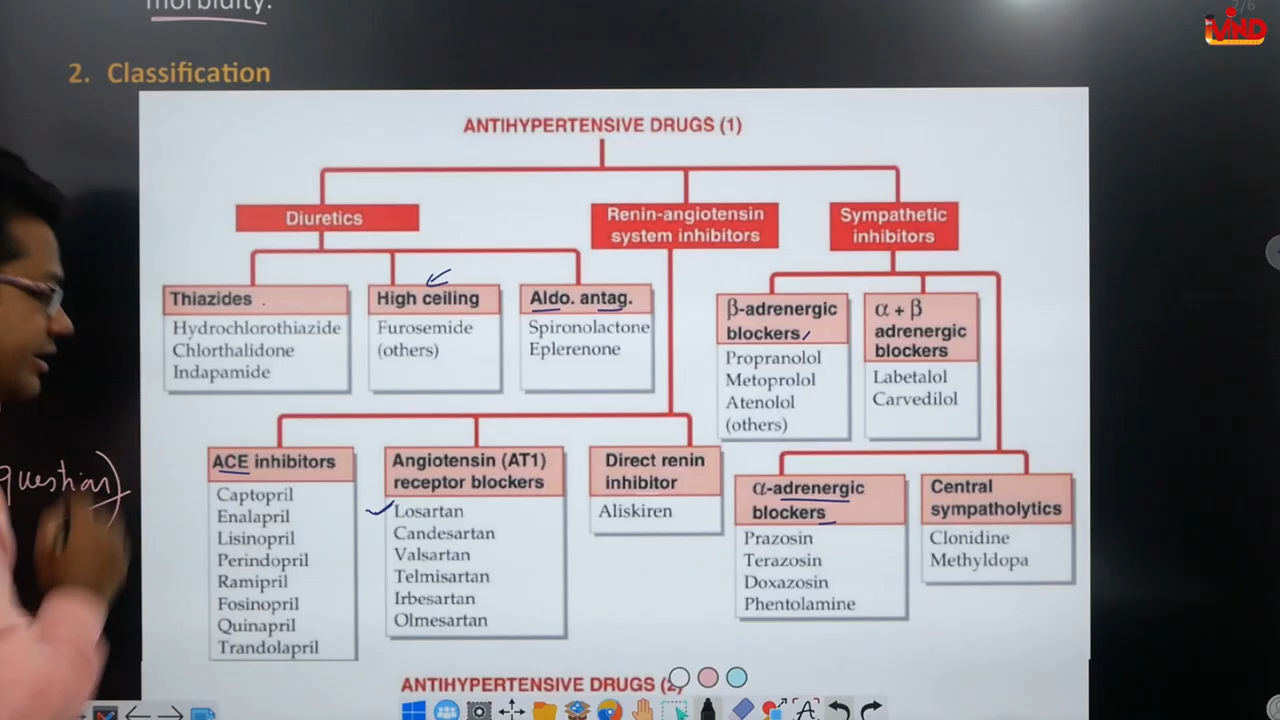 morbidity.
2/6
2. Classification
ANTIHYPERTENSIVE DRUGS (1)
Diuretics
Renin-angiotensin
system inhibitors
Sympathetic
inhibitors
Thiazides
Hydrochlorothiazide
Chlorthalidone
Indapamide
High ceiling
Furosemide
(others)
Aldo. antag.
Spironolactone
Eplerenone
β-adrenergic
blockers
Propranolol
Metoprolol
Atenolol
(others)
α + β
adrenergic
blockers
Labetalol
Carvedilol
ACE inhibitors
Captopril
Enalapril
Lisinopril
Perindopril
Ramipril
Fosinopril
Quinapril
Trandolapril
Angiotensin (AT1)
receptor blockers
Losartan
Candesartan
Valsartan
Telmisartan
Irbesartan
Olmesartan
Direct renin
inhibitor
Aliskiren
α-adrenergic
blockers
Prazosin
Terazosin
Doxazosin
Phentolamine
Central
sympatholytics
Clonidine
Methyldopa
question)
ANTIHYPERTENSIVE DRUGS (2)